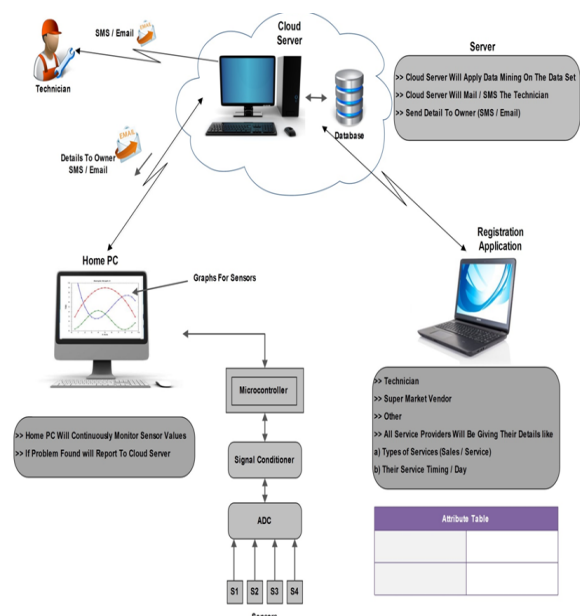 SMS / Email
EMAIL
Technician
Cloud
Server
Database
Server
>> Cloud Server Will Apply Data Mining On The Data Set
>> Cloud Server Will Mail / SMS The Technician
>> Send Detail To Owner (SMS / Email)
EMAIL
Details To Owner
SMS / Email
Home PC
Graphs For Sensors
Registration
Application
Microcontroller
>> Home PC Will Continuously Monitor Sensor Values
>> If Problem Found will Report To Cloud Server
Signal Conditioner
ADC
S1 S2 S3 S4
>> Technician
>> Super Market Vendor
>> Other
>> All Service Providers Will Be Giving Their Details like
a) Types of Services (Sales / Service)
b) Their Service Timing / Day
Attribute Table